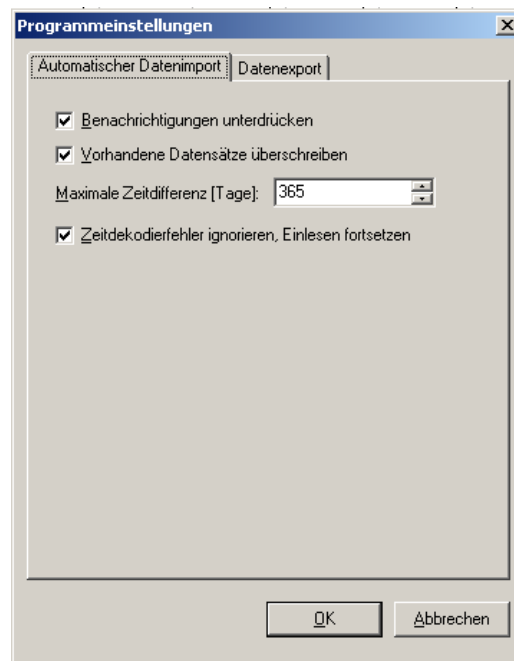 Programmeinstellungen
Automatischer Datenimport Datenexport
Benachrichtigungen unterdrücken
Vorhandene Datensätze überschreiben
Maximale Zeitdifferenz [Tage]: 365
Zeitdekodierfehler ignorieren, Einlesen fortsetzen
OK Abbrechen